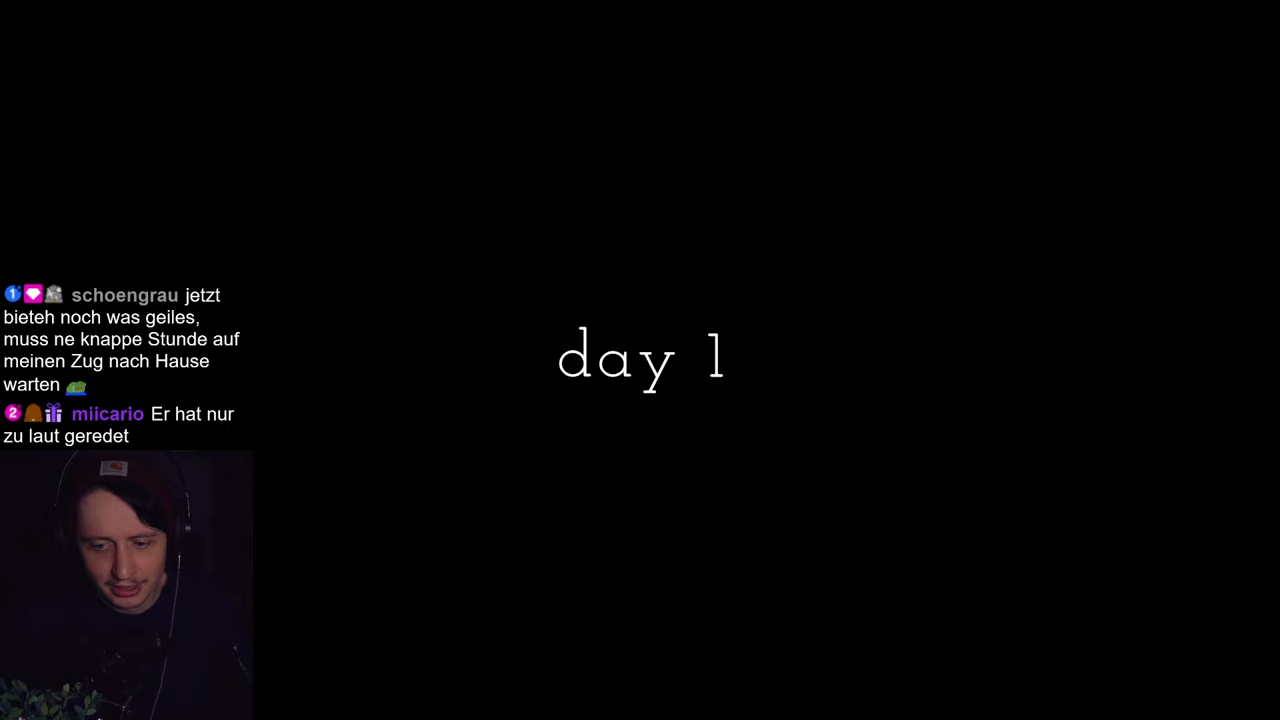 schoengrau jetzt
bieteh noch was geiles,
muss ne knappe Stunde auf
meinen Zug nach Hause
warten
miicario Er hat nur
zu laut geredet
day 1